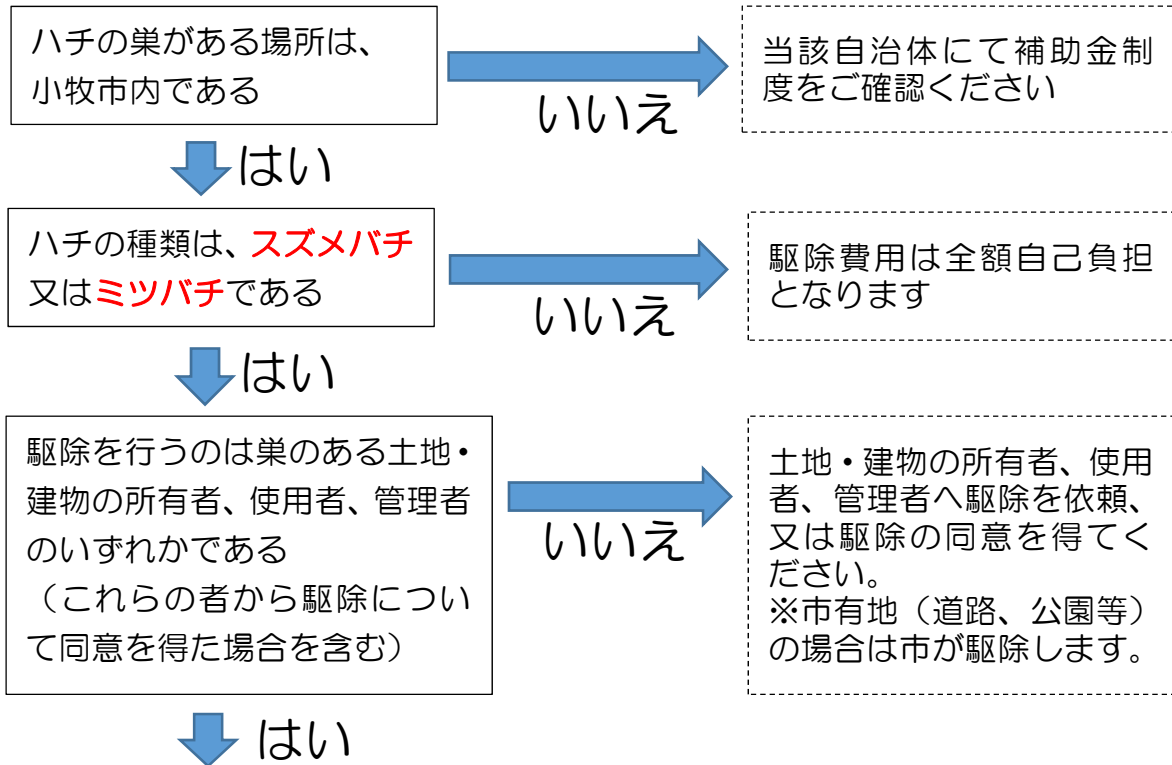 ハチの巣がある場所は、
小牧市内である
いいえ
当該自治体にて補助金制
度をご確認ください
はい
ハチの種類は、スズメバチ
又はミツバチである
いいえ
駆除費用は全額自己負担
となります
はい
駆除を行うのは巣のある土地・
建物の所有者、使用者、管理者
のいずれかである
（これらの者から駆除につい
て同意を得た場合を含む）
いいえ
土地・建物の所有者、使用
者、管理者へ駆除を依頼、
又は駆除の同意を得てく
ださい。
※市有地（道路、公園等）
の場合は市が駆除します。
はい